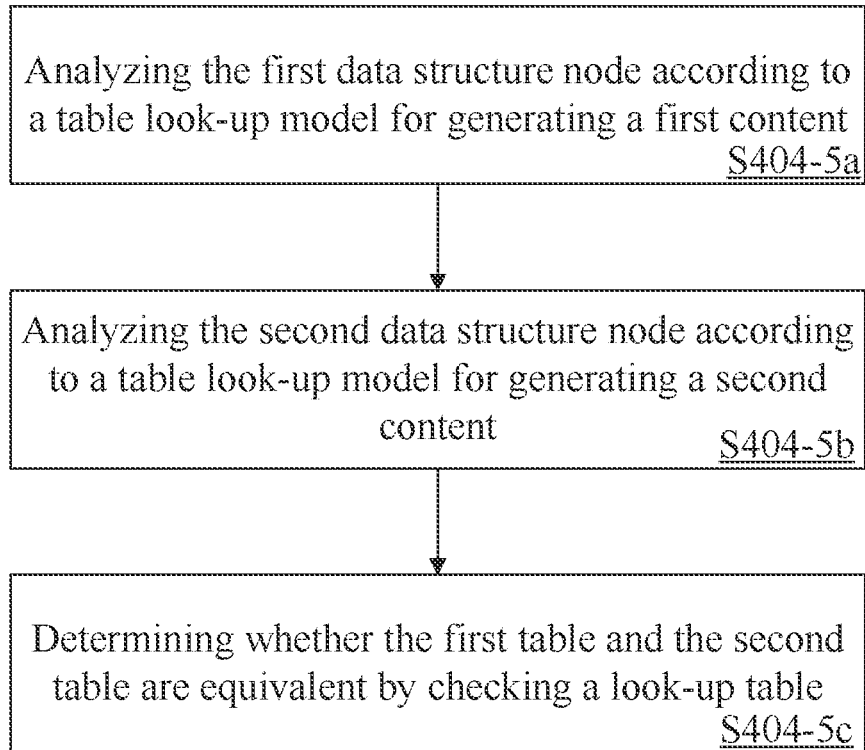 Analyzing the first data structure node according to
a table look-up model for generating a first content
S404-5a
Analyzing the second data structure node according
to a table look-up model for generating a second
content
S404-5b
Determining whether the first table and the second
table are equivalent by checking a look-up table
S404-5c